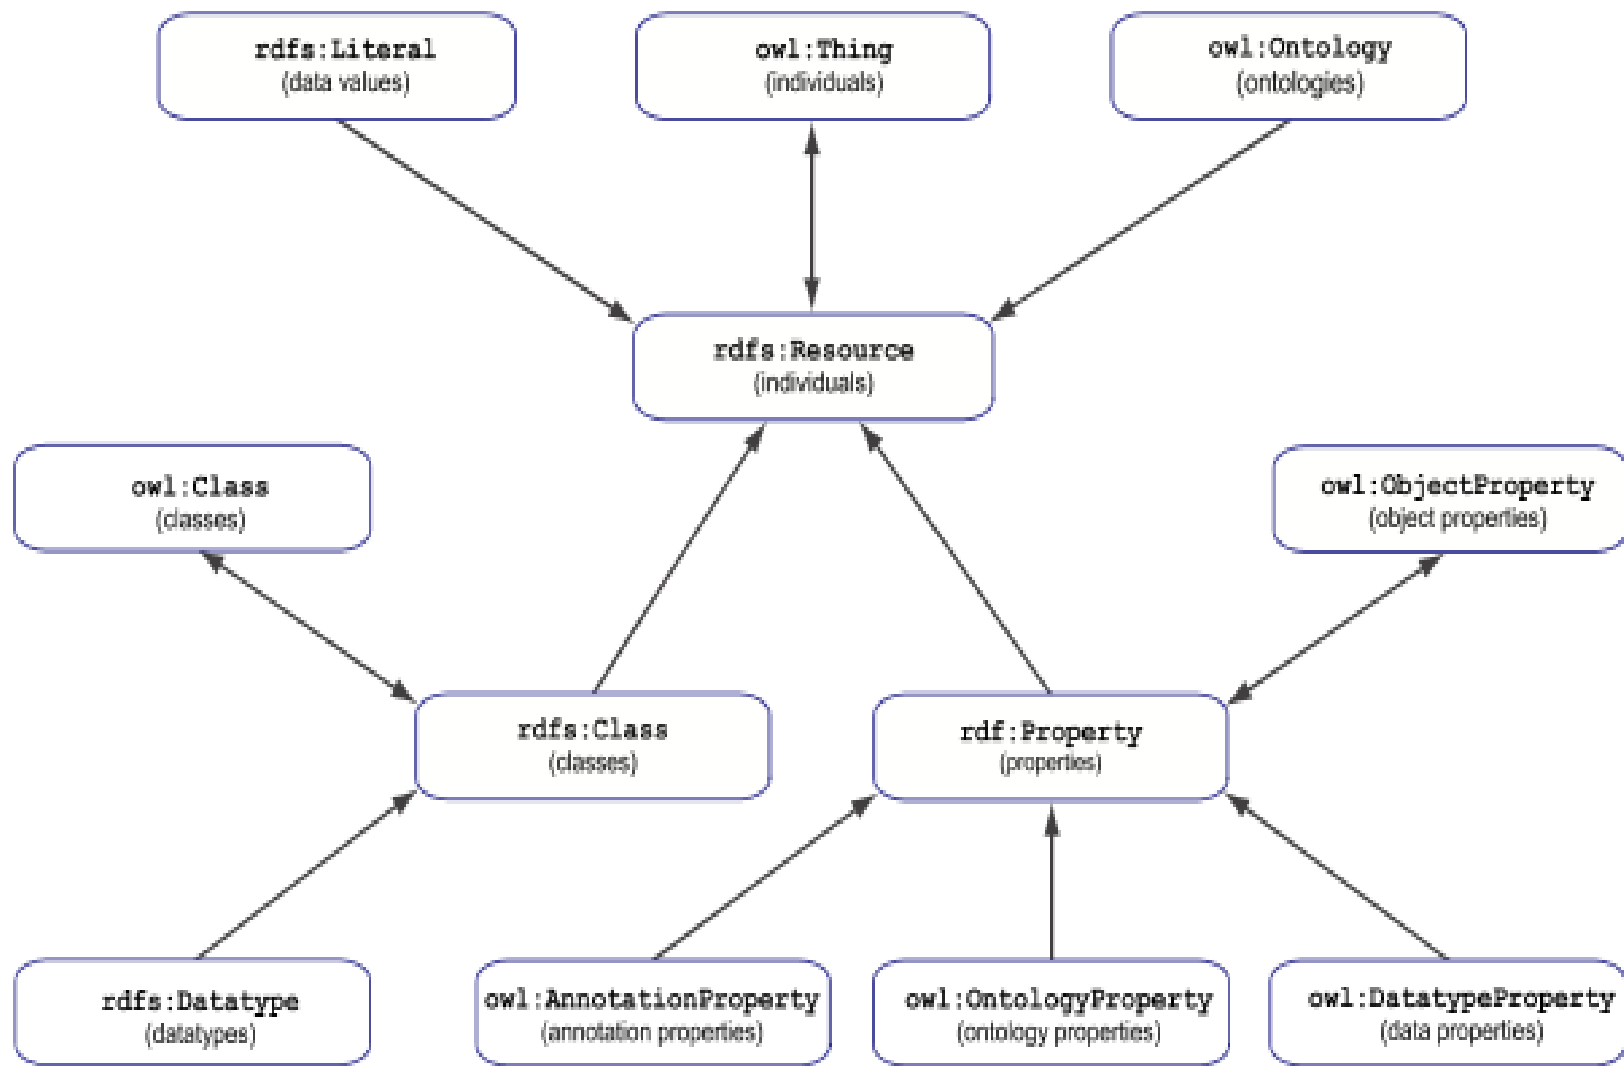 rdfs:Literal
(data values)
owl:Thing
(individuals)
owl:Ontology
(ontologies)
rdfs:Resource
(individuals)
owl:Class
(classes)
owl:ObjectProperty
(object properties)
rdfs:Class
(classes)
rdf:Property
(properties)
rdfs:Datatype
(datatypes)
owl:AnnotationProperty
(annotation properties)
owl:OntologyProperty
(ontology properties)
owl:DatatypeProperty
(data properties)